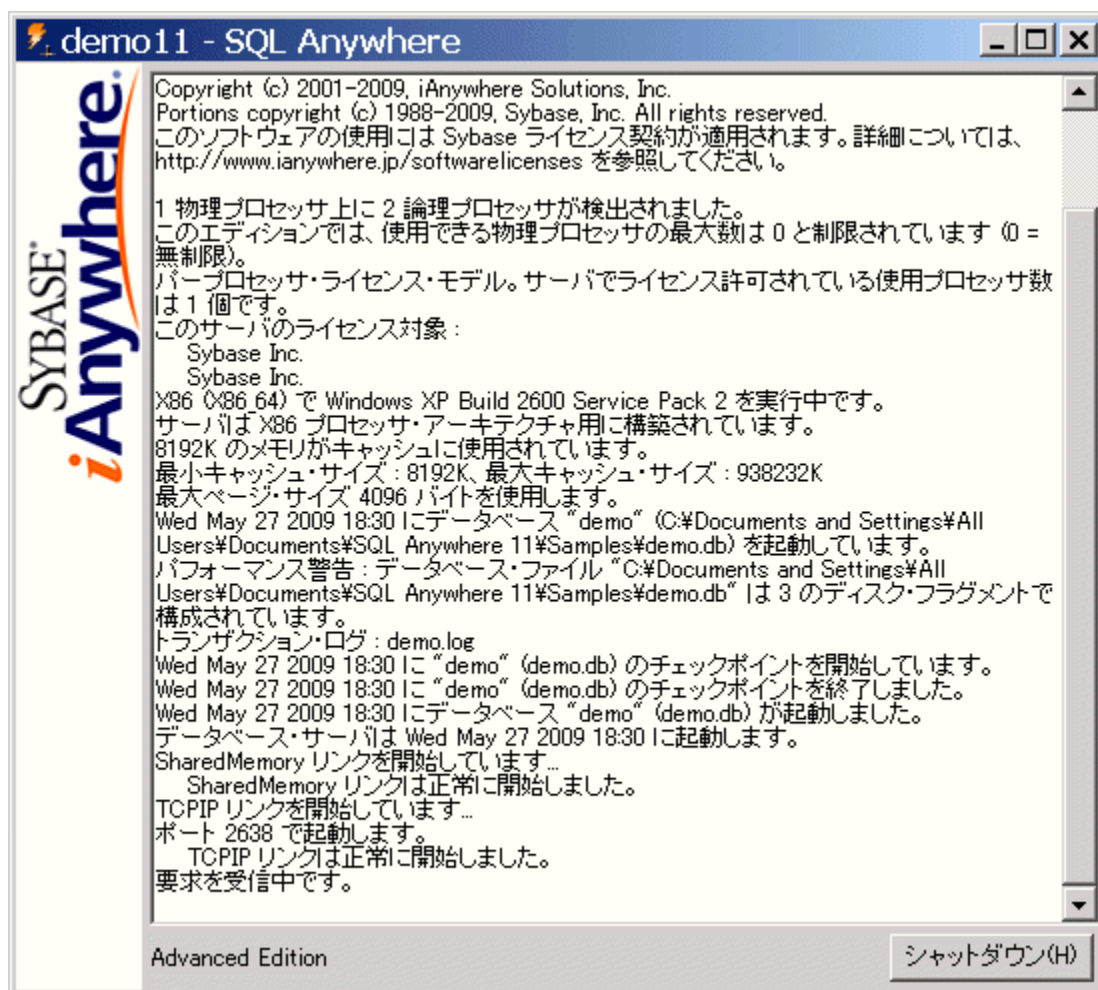 demo11 - SQL Anywhere
SYBASE
iAnywhere.
Copyright (c) 2001-2009, iAnywhere Solutions, Inc.
Portions copyright (c) 1988-2009, Sybase, Inc. All rights reserved.
このソフトウェアの使用には Sybase ライセンス契約が適用されます。詳細については、
http://www.ianywhere.jp/softwarelicenses を参照してください。
1 物理プロセッサ上に 2 論理プロセッサが検出されました。
このエディションでは、使用できる物理プロセッサの最大数は 0 と制限されています (0 =
無制限)。
パープロセッサ・ライセンス・モデル。サーバでライセンス許可されている使用プロセッサ数
は 1 個です。
このサーバのライセンス対象 :
Sybase Inc.
Sybase Inc.
X86 (X86_64) で Windows XP Build 2600 Service Pack 2 を実行中です。
サーバは X86 プロセッサ・アーキテクチャ用に構築されています。
8192K のメモリがキャッシュに使用されています。
最小キャッシュ・サイズ : 8192K、最大キャッシュ・サイズ : 938232K
最大ページ・サイズ 4096 バイトを使用します。
Wed May 27 2009 18:30 にデータベース "demo" (C:¥Documents and Settings¥All
Users¥Documents¥SQL Anywhere 11¥Samples¥demo.db) を起動しています。
パフォーマンス警告 : データベース・ファイル "C:¥Documents and Settings¥All
Users¥Documents¥SQL Anywhere 11¥Samples¥demo.db" は 3 のディスク・フラグメントで
構成されています。
トランザクション・ログ : demo.log
Wed May 27 2009 18:30 に "demo" (demo.db) のチェックポイントを開始しています。
Wed May 27 2009 18:30 に "demo" (demo.db) のチェックポイントを終了しました。
Wed May 27 2009 18:30 にデータベース "demo" (demo.db) が起動しました。
データベース・サーバは Wed May 27 2009 18:30 に起動します。
SharedMemory リンクを開始しています...
SharedMemory リンクは正常に開始しました。
TCPIP リンクを開始しています...
ポート 2638 で起動します。
TCPIP リンクは正常に開始しました。
要求を受信中です。
Advanced Edition
シャットダウン(H)